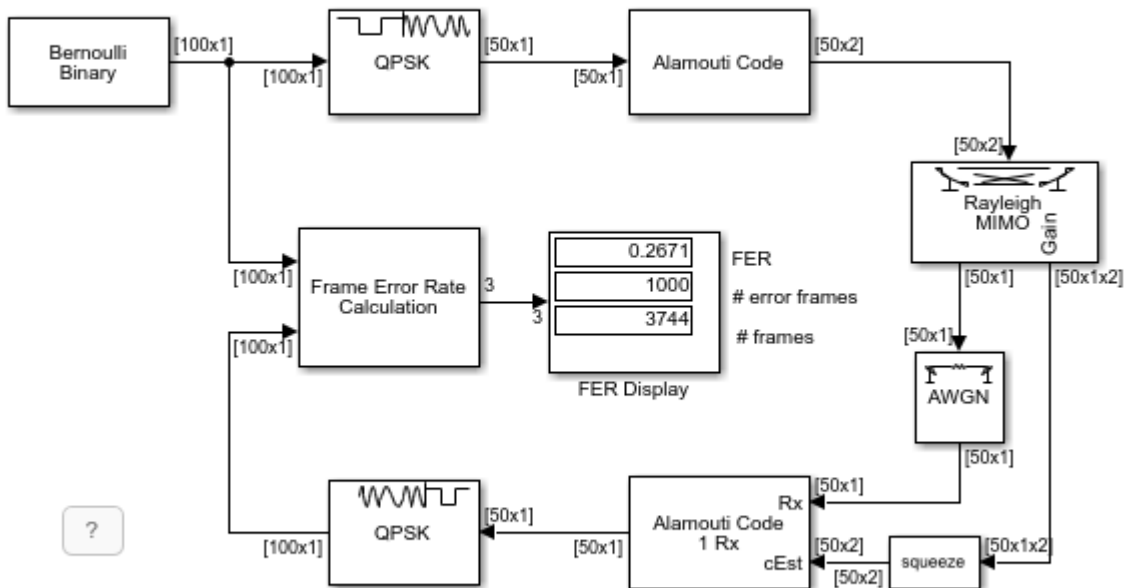 Bernoulli
Binary
[100x1]
[100x1]
QPSK
[50x1]
[50x1]
Alamouti Code
[50x2]
[50x2]
Rayleigh
MIMO
Gain
[50x1]
[50x1x2]
[100x1]
Frame Error Rate
Calculation
[100x1]
3
3
0.2671
FER
1000
# error frames
3744
# frames
FER Display
[50x1]
AWGN
[50x1]
?
[100x1]
QPSK
[50x1]
[50x1]
Alamouti Code
1 Rx
Rx
cEst
[50x1]
[50x2]
[50x2]
squeeze
[50x1x2]